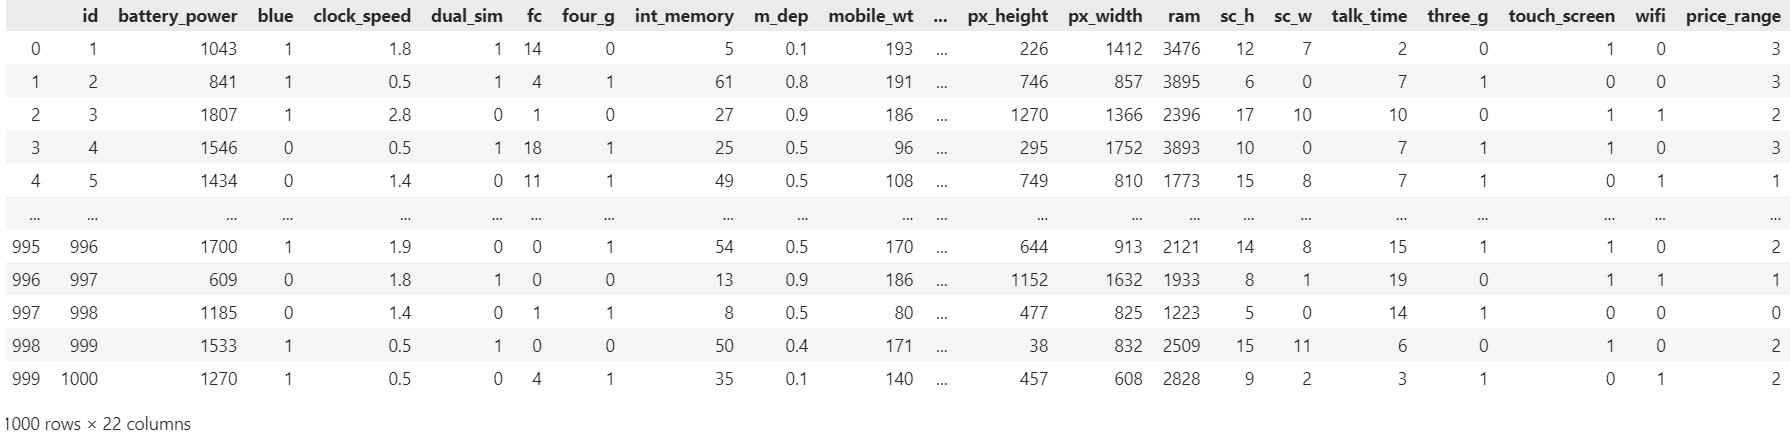 id battery_power blue clock_speed dual_sim fc four_g int_memory m_dep mobile_wt ... px_height px_width ram sc_h sc_w talk_time three_g touch_screen wifi price_range
0 1 1043 1 1.8 1 14 0 5 0.1 193 ... 226 1412 3476 12 7 2 0 1 0 3
1 2 841 1 0.5 1 4 1 61 0.8 191 ... 746 857 3895 6 0 7 1 0 0 3
2 3 1807 1 2.8 0 1 0 27 0.9 186 ... 1270 1366 2396 17 10 10 0 1 1 2
3 4 1546 0 0.5 1 18 1 25 0.5 96 ... 295 1752 3893 10 0 7 1 1 0 3
4 5 1434 0 1.4 0 11 1 49 0.5 108 ... 749 810 1773 15 8 7 1 0 1 1
... ... ... ... ... ... ... ... ... ... ... ... ... ... ... ... ... ... ... ... ... ...
995 996 1700 1 1.9 0 0 1 54 0.5 170 ... 644 913 2121 14 8 15 1 1 0 2
996 997 609 0 1.8 1 0 0 13 0.9 186 ... 1152 1632 1933 8 1 19 0 1 1 1
997 998 1185 0 1.4 0 1 1 8 0.5 80 ... 477 825 1223 5 0 14 1 0 0 0
998 999 1533 1 0.5 1 0 0 50 0.4 171 ... 38 832 2509 15 11 6 0 1 0 2
999 1000 1270 1 0.5 0 4 1 35 0.1 140 ... 457 608 2828 9 2 3 1 0 1 2
1000 rows × 22 columns